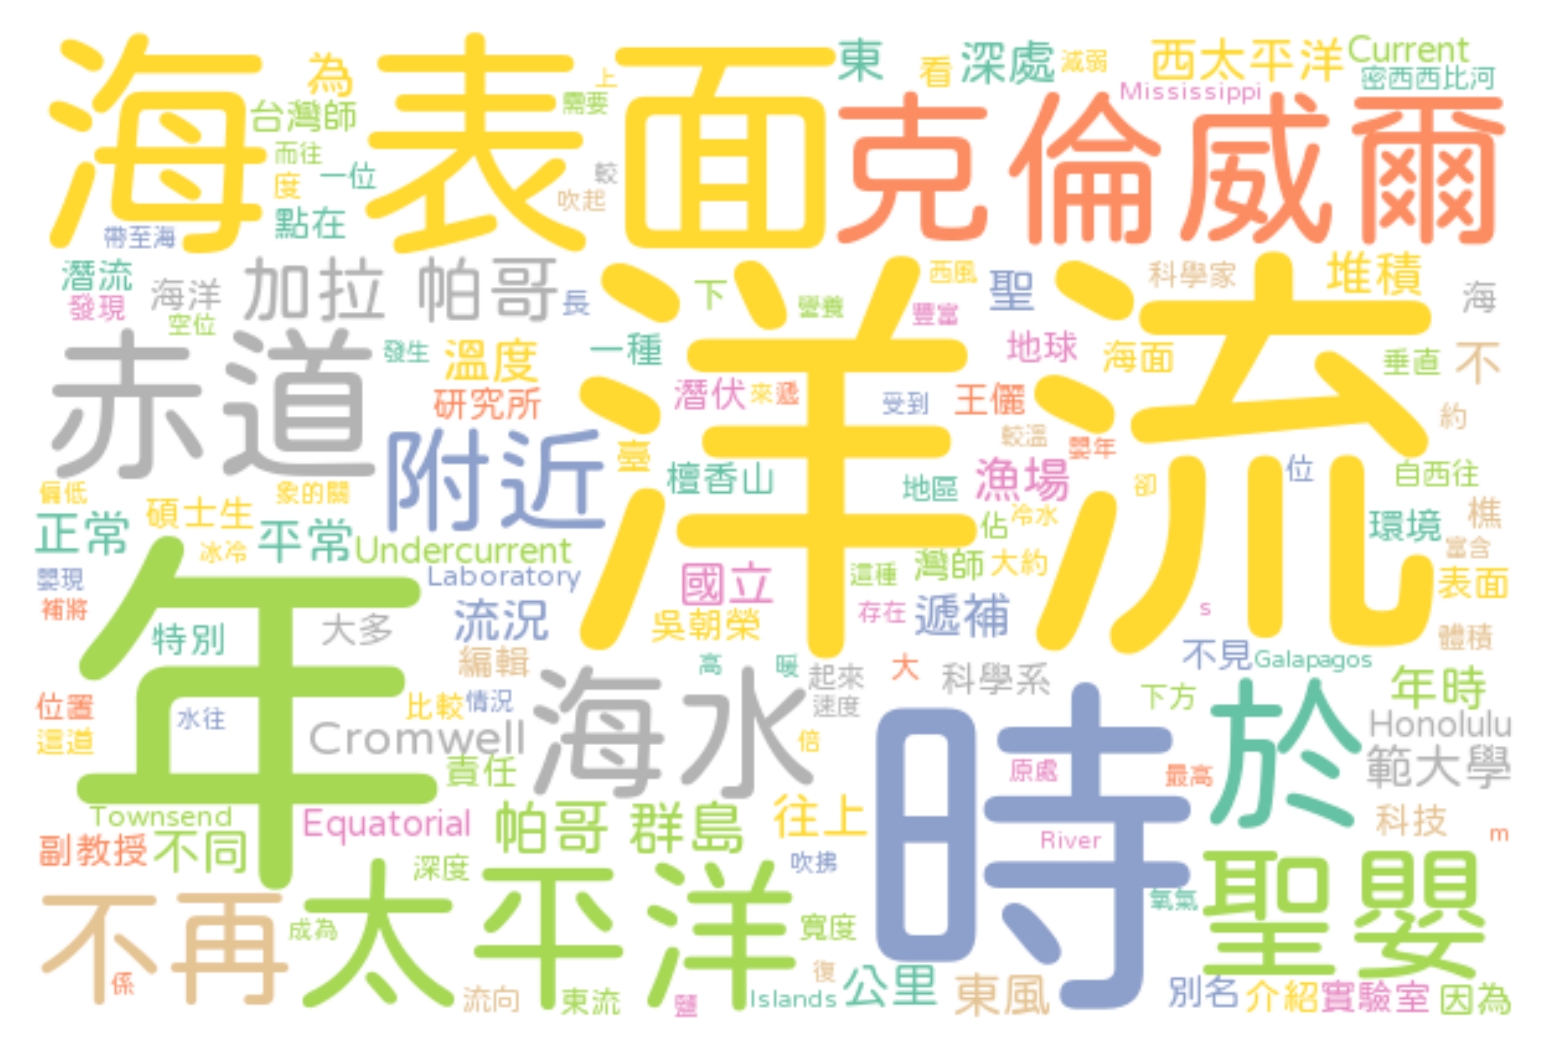 海表面
為
台灣師
而往
度
一位
點在
帶至海
上
需要
較
吹起
東
看
深處
減弱
西太平洋
Current
Mississippi
密西西比河
克倫威爾
潛流
發現
海洋
空位
加拉 帕哥
長
洋流
下
豐富
西風
聖
科學家
堆積
海
赤道
發生
溫度
一種
地球
海面
垂直
不
研究所
潛伏
來
受到
王儷
較溫
約
附近
臺
檀香山
地區
漁場
嬰年
卻
位
自西往
偏低
象的關
碩士生
正常
冰冷
平常
Undercurrent
佔
冷水
環境
樵
富含
嬰現
補將
Laboratory
國立
這種
灣師
大約
表面
年
特別
大多
流況
吳朝榮
存在
遞補
s
不見
Galapagos
體積
編輯
高
暖
起來
大
科學系
年時
位置
這道
水往
比較
情況
速度
下方
於
Honolulu
Cromwell
海水
倍
時
原處
最高
範大學
責任
Townsend
Equatorial
帕哥 群島
往上
River
科技
m
副教授
不同
深度
吹拂
聖嬰
不再
係
成為
太平洋
寬度
氧氣
流向
東流
鹽
Islands
復
公里
東風
別名
介紹
實驗室
因為